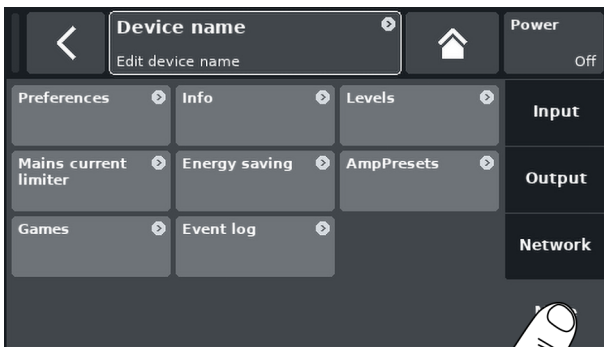 Device name
Edit device name
Power
Off
Preferences
Info
Levels
Input
Mains current
limiter
Energy saving
AmpPresets
Output
Games
Event log
Network